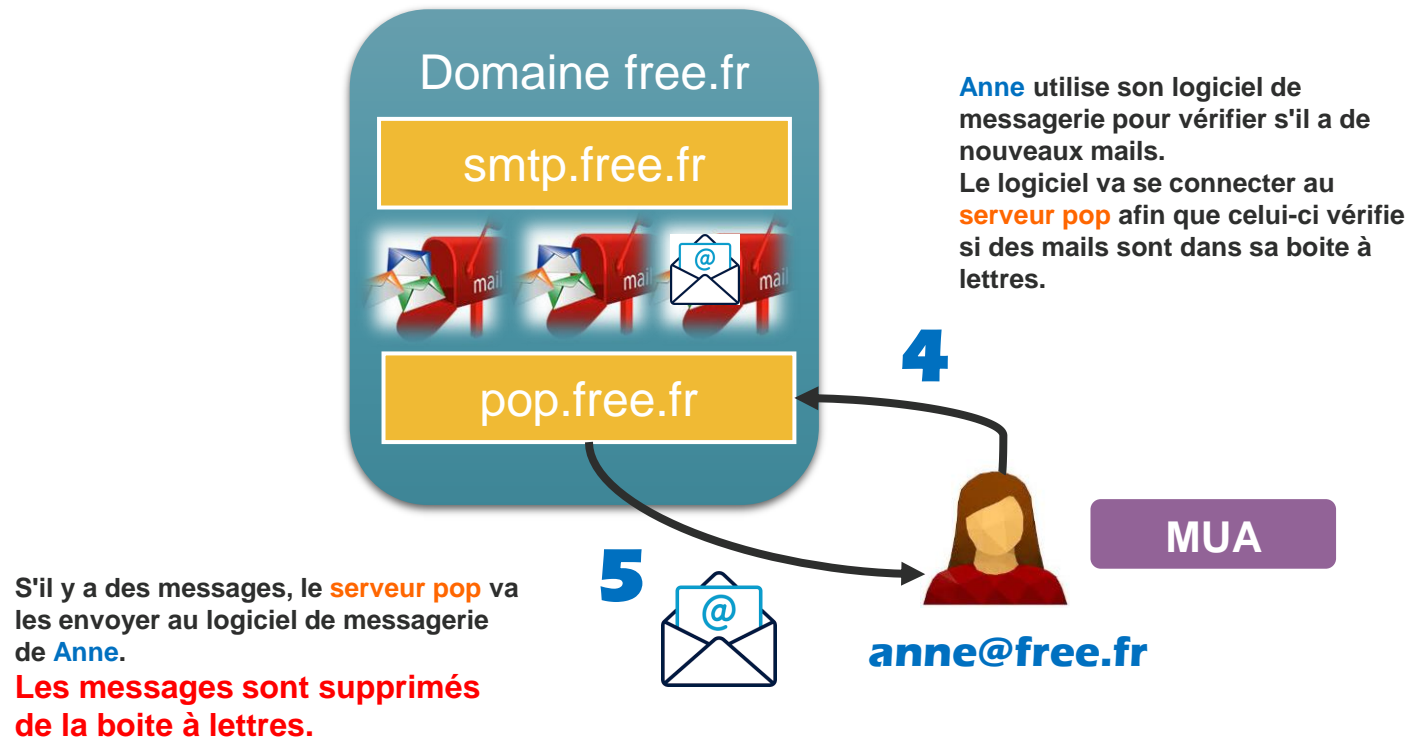 Domaine free.fr
smtp.free.fr
mail
mail
mail
@
pop.free.fr
Anne utilise son logiciel de
messagerie pour vérifier s'il a de
nouveaux mails.
Le logiciel va se connecter au
serveur pop afin que celui-ci vérifie
si des mails sont dans sa boite à
lettres.
4
MUA
anne@free.fr
5
@
S'il y a des messages, le serveur pop va
les envoyer au logiciel de messagerie
de Anne.
Les messages sont supprimés
de la boite à lettres.